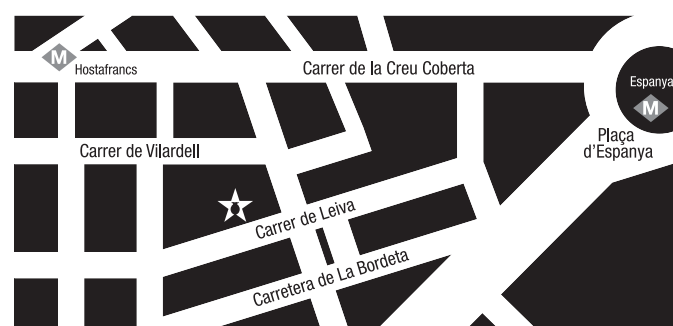 M
Hostafrancs
Carrer de la Creu Coberta
Espanya
M
Plaça
d'Espanya
Carrer de Vilardell
Carrer de Leiva
Carretera de La Bordeta